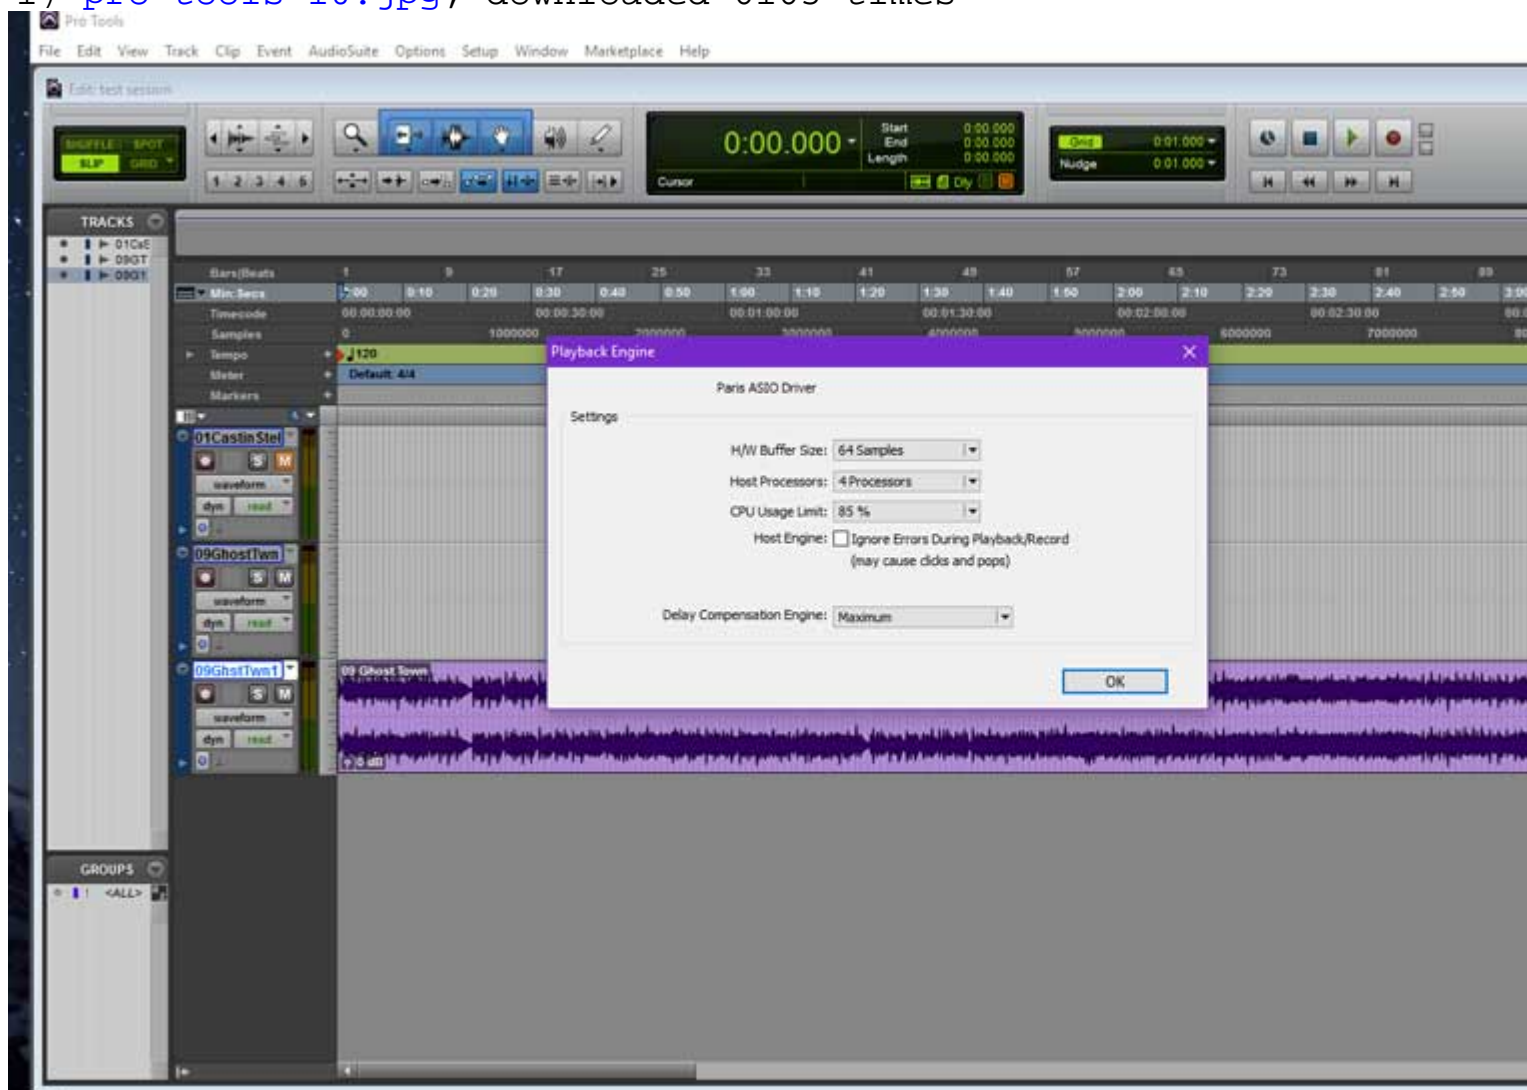 1) pro tools 10.jpg, downloaded 6163 times
Pro Tools
File Edit View Track Clip Event AudioSuite Options Setup Window Marketplace Help
Edit: test session
SHUFFLE SPOT
SLIP GRID
1 2 3 4 5
0:00.000
Start 0:00.000
End 0:00.000
Length 0:00.000
Cursor
Dly
Grid 0:01.000
Nudge 0:01.000
TRACKS
01CaS
09GT
09GT
Bars|Beats 1 9 17 25 33 41 49 57 65 73 81 89
Min:Secs 0:00 0:10 0:20 0:30 0:40 0:50 1:00 1:10 1:20 1:30 1:40 1:50 2:00 2:10 2:20 2:30 2:40 2:50 3:00
Timecode 00:00:00:00 00:00:30:00 00:01:00:00 00:01:30:00 00:02:00:00 00:02:30:00
Samples 0 1000000 2000000 3000000 4000000 5000000 6000000 7000000
Tempo 120
Meter Default: 4/4
Markers
Playback Engine
Paris ASIO Driver
Settings
H/W Buffer Size: 64 Samples
Host Processors: 4 Processors
CPU Usage Limit: 85 %
Host Engine: Ignore Errors During Playback/Record
(may cause clicks and pops)
Delay Compensation Engine: Maximum
OK
01CastinStel
S M
waveform
dyn read
09GhostTwn
S M
waveform
dyn read
09GhstTwn1
S M
waveform
dyn read
09 Ghost Town
0 dB
GROUPS
! <ALL>